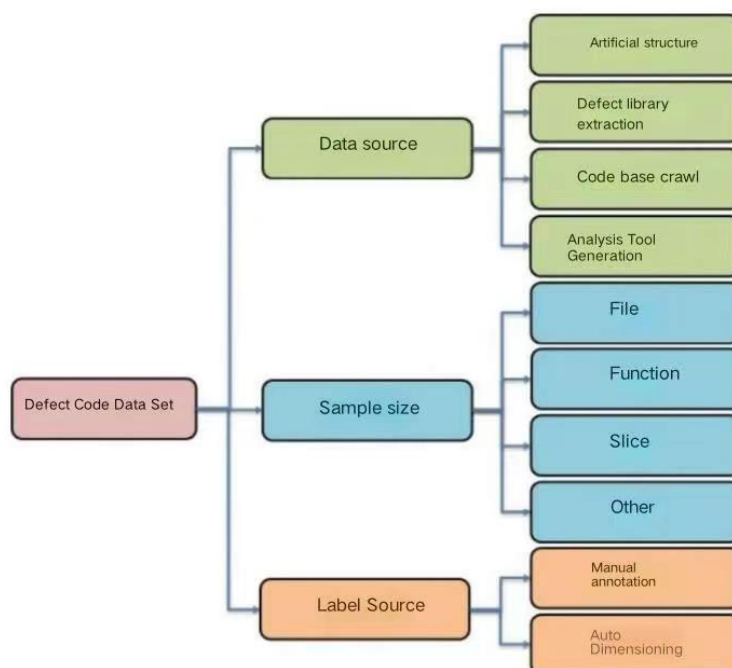 Artificial structure
Defect library
extraction
Data source
Code base crawl
Analysis Tool
Generation
File
Function
Defect Code Data Set
Sample size
Slice
Other
Manual
annotation
Label Source
Auto
Dimensioning